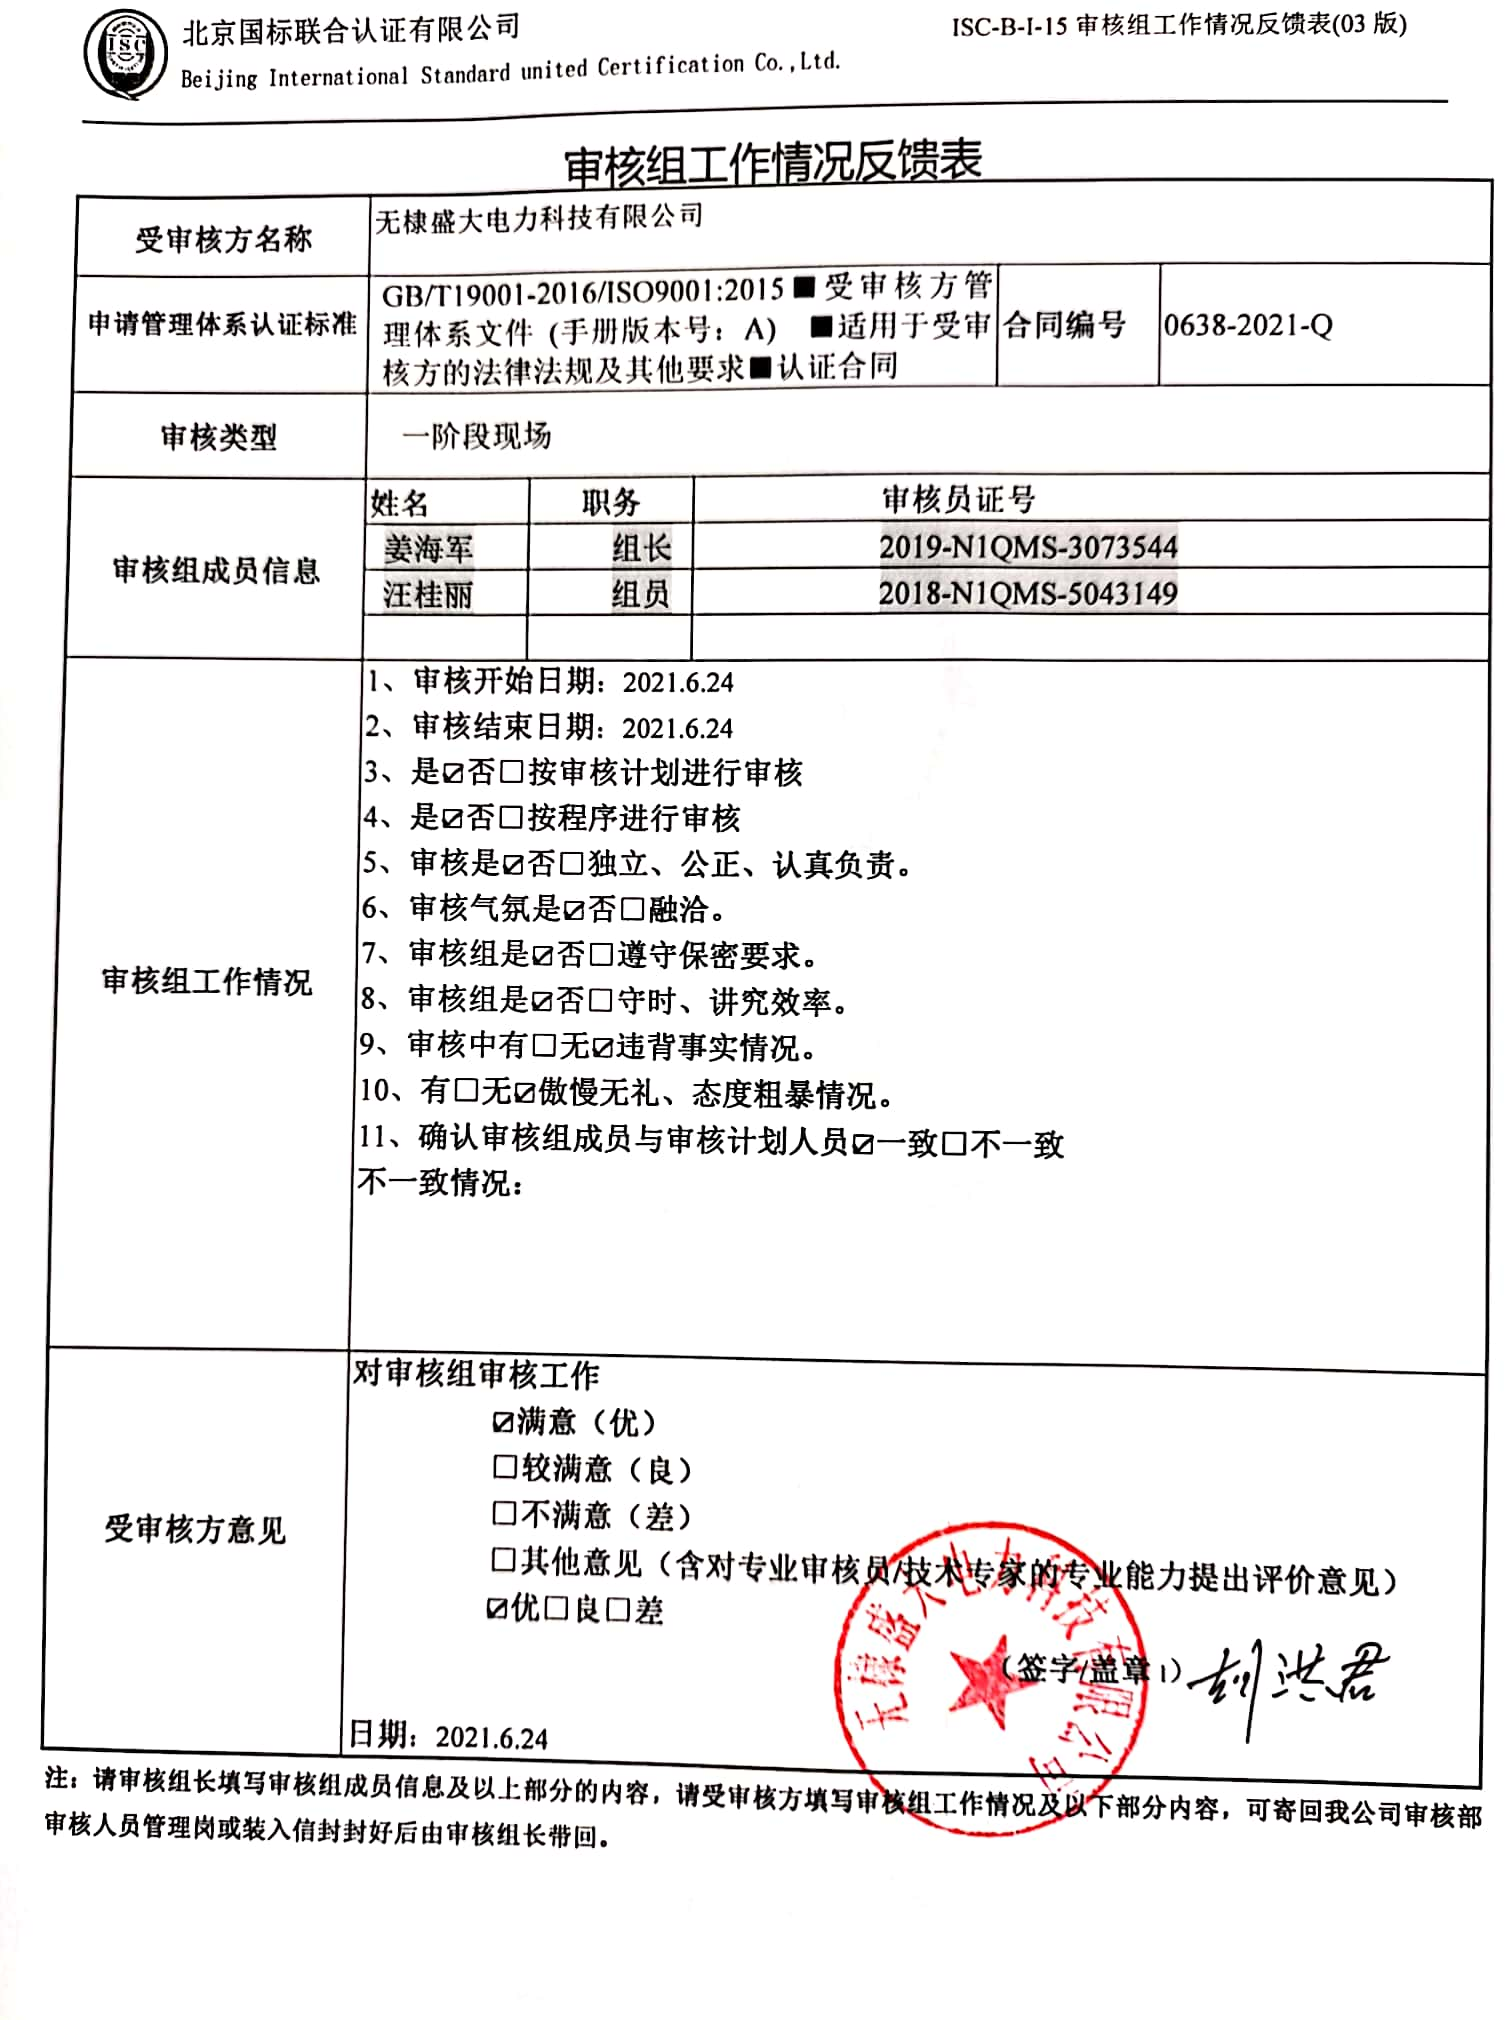 ISC
北京国标联合认证有限公司
Beijing International Standard united Certification Co.,Ltd.
ISC-B-I-15 审核组工作情况反馈表(03 版)
审核组工作情况反馈表
受审核方名称
无棣盛大电力科技有限公司
申请管理体系认证标准
GB/T19001-2016/ISO9001:2015■受审核方管
理体系文件 (手册版本号：A) ■适用于受审
核方的法律法规及其他要求■认证合同
合同编号
0638-2021-Q
审核类型
一阶段现场
审核组成员信息
姓名 职务 审核员证号
姜海军 组长 2019-N1QMS-3073544
汪桂丽 组员 2018-N1QMS-5043149
审核组工作情况
1、审核开始日期：2021.6.24
2、审核结束日期：2021.6.24
3、是☑否□按审核计划进行审核
4、是☑否□按程序进行审核
5、审核是☑否□独立、公正、认真负责。
6、审核气氛是☑否□融洽。
7、审核组是☑否□遵守保密要求。
8、审核组是☑否□守时、讲究效率。
9、审核中有□无☑违背事实情况。
10、有□无☑傲慢无礼、态度粗暴情况。
11、确认审核组成员与审核计划人员☑一致□不一致
不一致情况：
受审核方意见
对审核组审核工作
☑满意（优）
□较满意（良）
□不满意（差）
□其他意见（含对专业审核员/技术专家的专业能力提出评价意见）
☑优□良□差
（签字/盖章）胡洪君
无棣盛大电力科技有限公司
日期：2021.6.24
注：请审核组长填写审核组成员信息及以上部分的内容，请受审核方填写审核组工作情况及以下部分内容，可寄回我公司审核部
审核人员管理岗或装入信封封好后由审核组长带回。